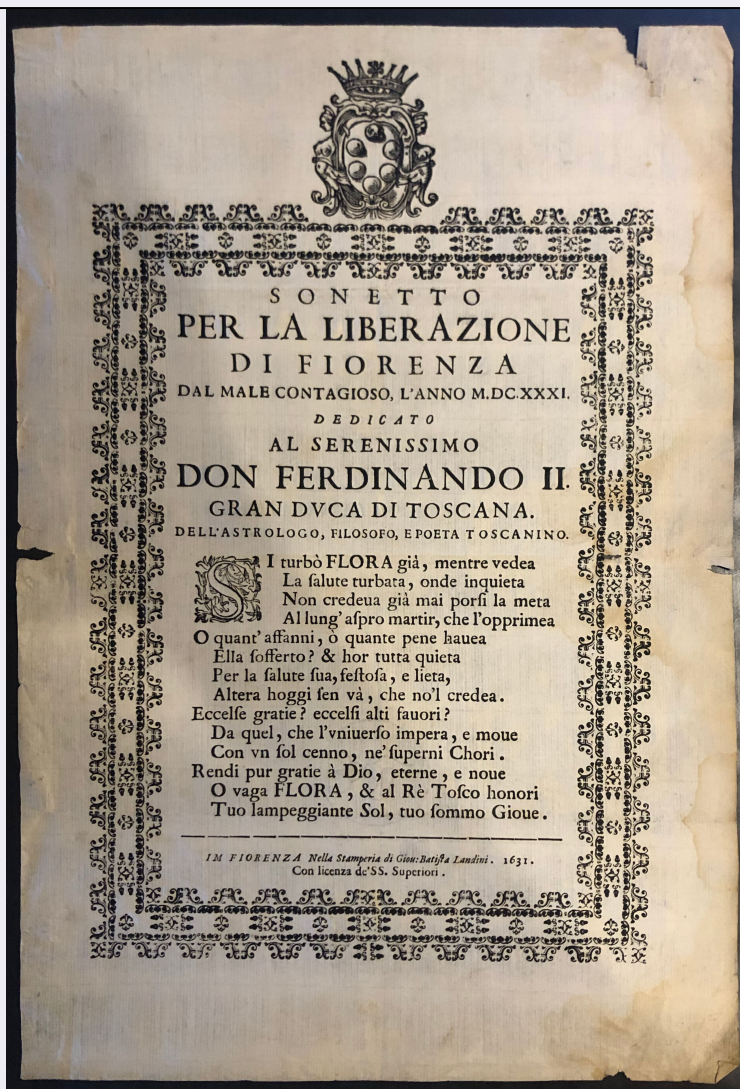 SONETTO
PER LA LIBERAZIONE
DI FIORENZA
DAL MALE CONTAGIOSO, L'ANNO M.DC.XXXI.
DEDICATO
AL SERENISSIMO
DON FERDINANDO II.
GRAN DVCA DI TOSCANA.
DELL'ASTROLOGO, FILOSOFO, E POETA TOSCANINO.
SI turbò FLORA già, mentre vedea
La ſalute turbata, onde inquieta
Non credeua già mai porſi la meta
Al lung' aſpro martir, che l'opprimea
O quant' affanni, ò quante pene hauea
Ella ſofferto? & hor tutta quieta
Per la ſalute ſua, feſtoſa, e lieta,
Altera hoggi ſen và, che no'l credea.
Eccelſe gratie? eccelſi alti fauori?
Da quel, che l'vniuerſo impera, e moue
Con vn ſol cenno, ne' ſuperni Chori.
Rendi pur gratie à Dio, eterne, e noue
O vaga FLORA, & al Rè Toſco honori
Tuo lampeggiante Sol, tuo ſommo Gioue.
IM FIORENZA Nella Stamperia di Giou: Batiſta Landini. 1631.
Con licenza de' SS. Superiori.